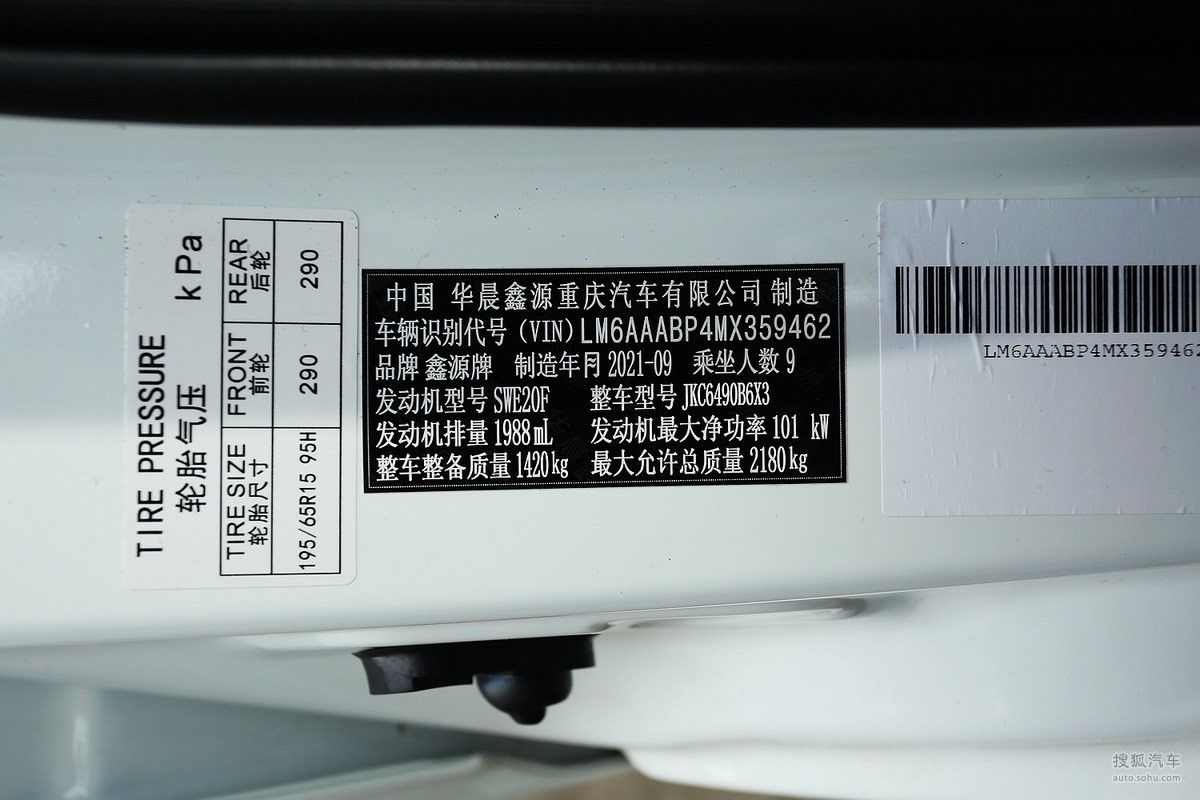 TIRE PRESSURE
轮胎气压 kPa
TIRE SIZE
轮胎尺寸
FRONT
前轮
REAR
后轮
195/65R15 95H
290
290
中国 华晨鑫源重庆汽车有限公司 制造
车辆识别代号(VIN)LM6AAABP4MX359462
品牌 鑫源牌 制造年月 2021-09 乘坐人数 9
发动机型号 SWE20F 整车型号 JKC6490B6X3
发动机排量 1988mL 发动机最大净功率 101 kW
整车整备质量 1420kg 最大允许总质量 2180kg
LM6AAABP4MX359462
搜狐汽车
auto.sohu.com